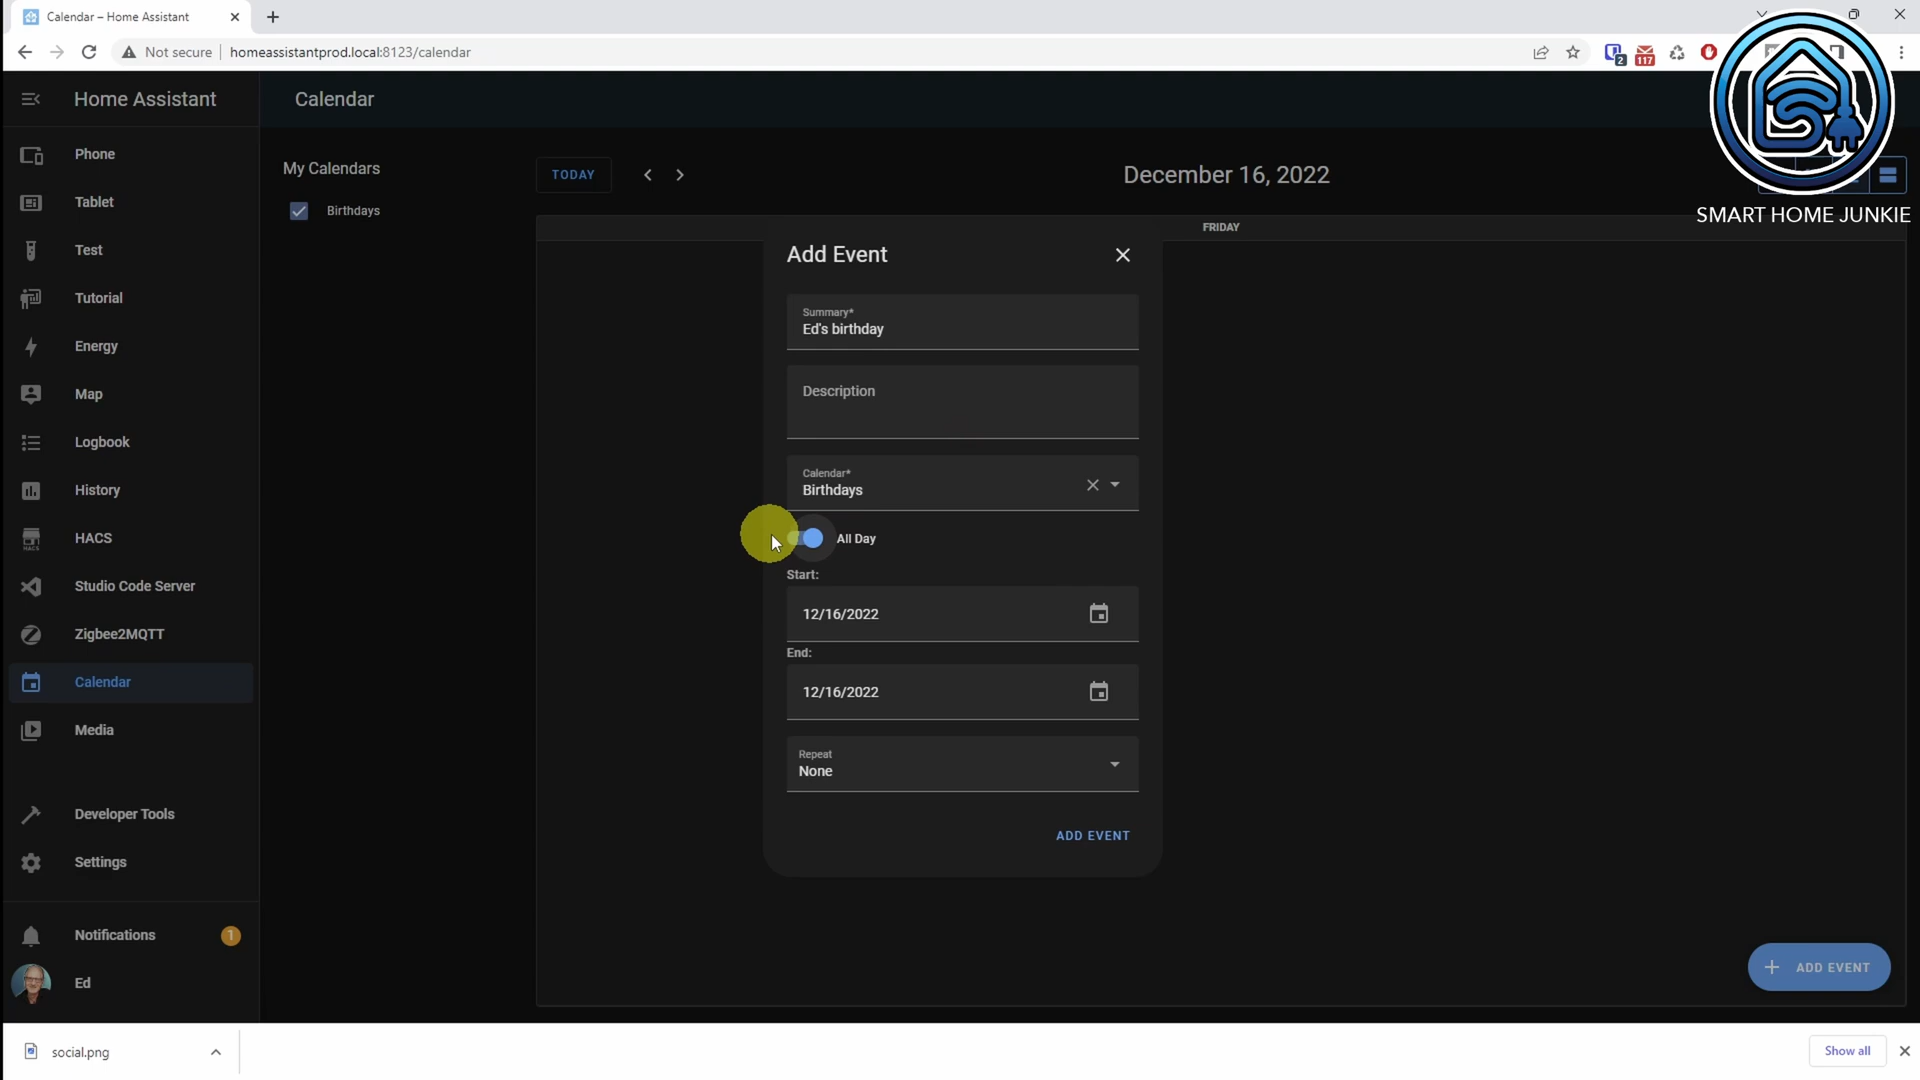 Calendar – Home Assistant
Not secure
homeassistantprod.local:8123/calendar
2
117
Home Assistant
Calendar
Phone
Tablet
Test
Tutorial
Energy
Map
Logbook
History
HACS
HACS
Studio Code Server
Zigbee2MQTT
Calendar
Media
Developer Tools
Settings
Notifications
1
Ed
My Calendars
Birthdays
TODAY
December 16, 2022
FRIDAY
SMART HOME JUNKIE
Add Event
Summary*
Ed's birthday
Description
Calendar*
Birthdays
All Day
Start:
12/16/2022
End:
12/16/2022
Repeat
None
ADD EVENT
ADD EVENT
social.png
Show all